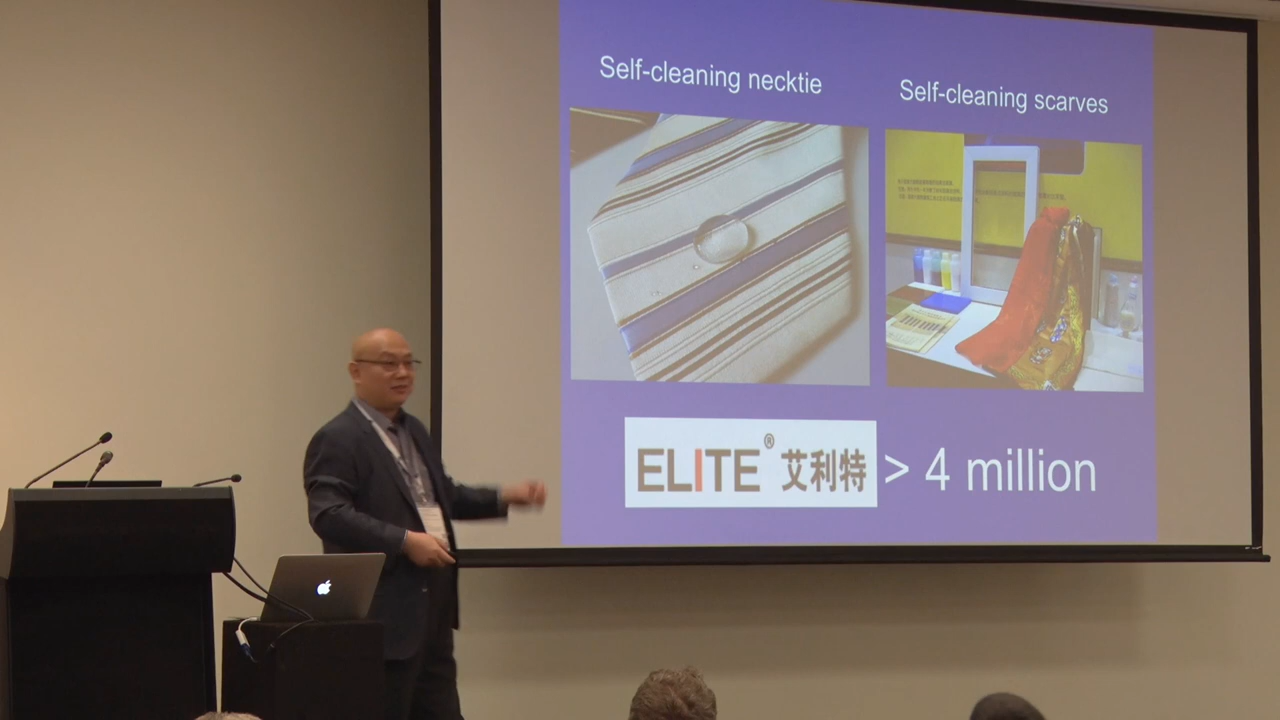 Self-cleaning necktie
Self-cleaning scarves
ELITE® 艾利特 > 4 million